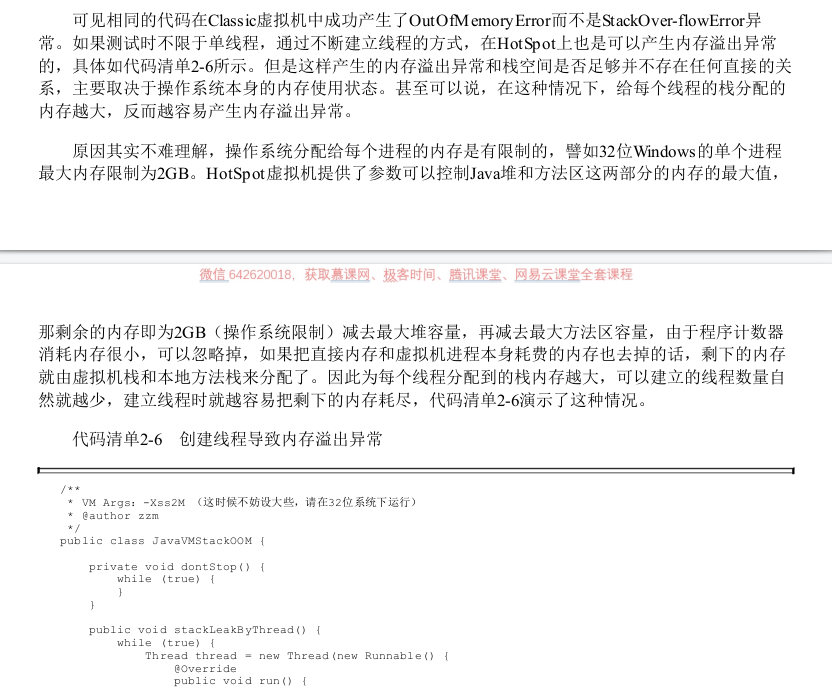 可见相同的代码在Classic虚拟机中成功产生了OutOfMemoryError而不是StackOver-flowError异
常。如果测试时不限于单线程，通过不断建立线程的方式，在HotSpot上也是可以产生内存溢出异常
的，具体如代码清单2-6所示。但是这样产生的内存溢出异常和栈空间是否足够并不存在任何直接的关
系，主要取决于操作系统本身的内存使用状态。甚至可以说，在这种情况下，给每个线程的栈分配的
内存越大，反而越容易产生内存溢出异常。
原因其实不难理解，操作系统分配给每个进程的内存是有限制的，譬如32位Windows的单个进程
最大内存限制为2GB。HotSpot虚拟机提供了参数可以控制Java堆和方法区这两部分的内存的最大值，
微信 642620018，获取慕课网、极客时间、腾讯课堂、网易云课堂全套课程
那剩余的内存即为2GB（操作系统限制）减去最大堆容量，再减去最大方法区容量，由于程序计数器
消耗内存很小，可以忽略掉，如果把直接内存和虚拟机进程本身耗费的内存也去掉的话，剩下的内存
就由虚拟机栈和本地方法栈来分配了。因此为每个线程分配到的栈内存越大，可以建立的线程数量自
然就越少，建立线程时就越容易把剩下的内存耗尽，代码清单2-6演示了这种情况。
代码清单2-6　创建线程导致内存溢出异常
/**
 * VM Args：-Xss2M （这时候不妨设大些，请在32位系统下运行）
 * @author zzm
 */
public class JavaVMStackOOM {
    private void dontStop() {
        while (true) {
        }
    }
    public void stackLeakByThread() {
        while (true) {
            Thread thread = new Thread(new Runnable() {
                @Override
                public void run() {